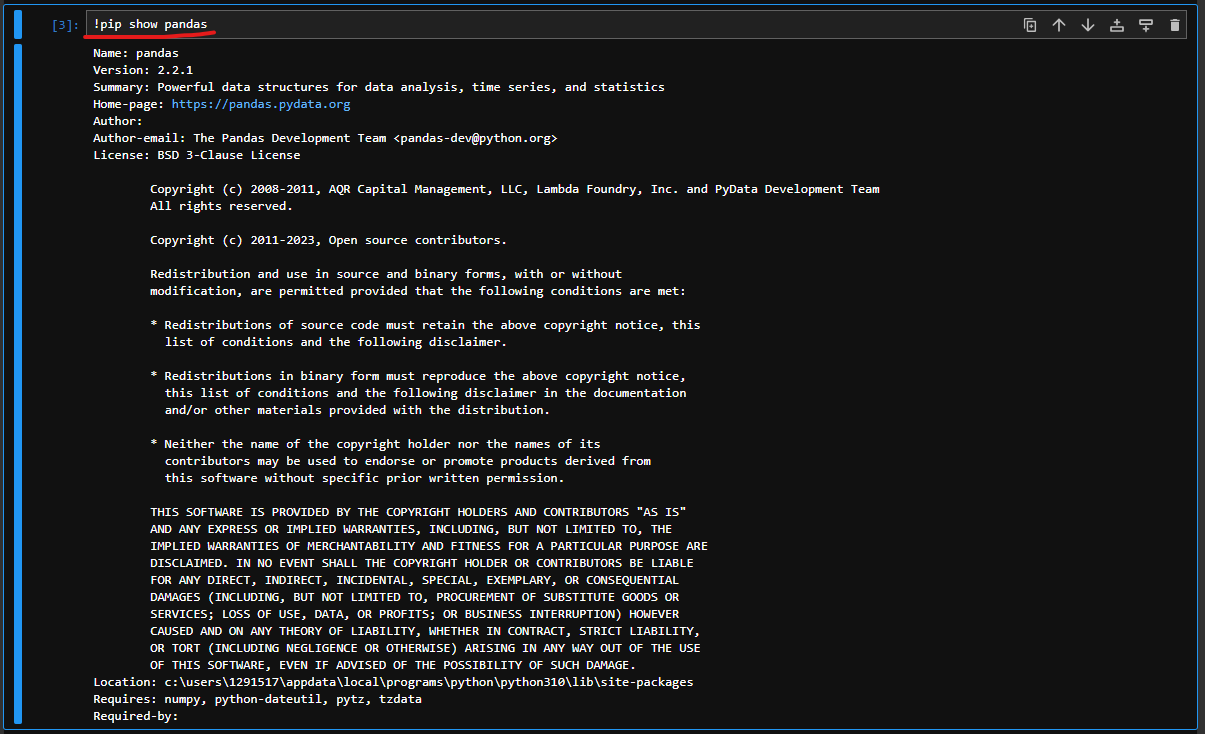 [3]: !pip show pandas
Name: pandas
Version: 2.2.1
Summary: Powerful data structures for data analysis, time series, and statistics
Home-page: https://pandas.pydata.org
Author:
Author-email: The Pandas Development Team <pandas-dev@python.org>
License: BSD 3-Clause License
Copyright (c) 2008-2011, AQR Capital Management, LLC, Lambda Foundry, Inc. and PyData Development Team
All rights reserved.
Copyright (c) 2011-2023, Open source contributors.
Redistribution and use in source and binary forms, with or without
modification, are permitted provided that the following conditions are met:
* Redistributions of source code must retain the above copyright notice, this
list of conditions and the following disclaimer.
* Redistributions in binary form must reproduce the above copyright notice,
this list of conditions and the following disclaimer in the documentation
and/or other materials provided with the distribution.
* Neither the name of the copyright holder nor the names of its
contributors may be used to endorse or promote products derived from
this software without specific prior written permission.
THIS SOFTWARE IS PROVIDED BY THE COPYRIGHT HOLDERS AND CONTRIBUTORS "AS IS"
AND ANY EXPRESS OR IMPLIED WARRANTIES, INCLUDING, BUT NOT LIMITED TO, THE
IMPLIED WARRANTIES OF MERCHANTABILITY AND FITNESS FOR A PARTICULAR PURPOSE ARE
DISCLAIMED. IN NO EVENT SHALL THE COPYRIGHT HOLDER OR CONTRIBUTORS BE LIABLE
FOR ANY DIRECT, INDIRECT, INCIDENTAL, SPECIAL, EXEMPLARY, OR CONSEQUENTIAL
DAMAGES (INCLUDING, BUT NOT LIMITED TO, PROCUREMENT OF SUBSTITUTE GOODS OR
SERVICES; LOSS OF USE, DATA, OR PROFITS; OR BUSINESS INTERRUPTION) HOWEVER
CAUSED AND ON ANY THEORY OF LIABILITY, WHETHER IN CONTRACT, STRICT LIABILITY,
OR TORT (INCLUDING NEGLIGENCE OR OTHERWISE) ARISING IN ANY WAY OUT OF THE USE
OF THIS SOFTWARE, EVEN IF ADVISED OF THE POSSIBILITY OF SUCH DAMAGE.
Location: c:\users\1291517\appdata\local\programs\python\python310\lib\site-packages
Requires: numpy, python-dateutil, pytz, tzdata
Required-by: